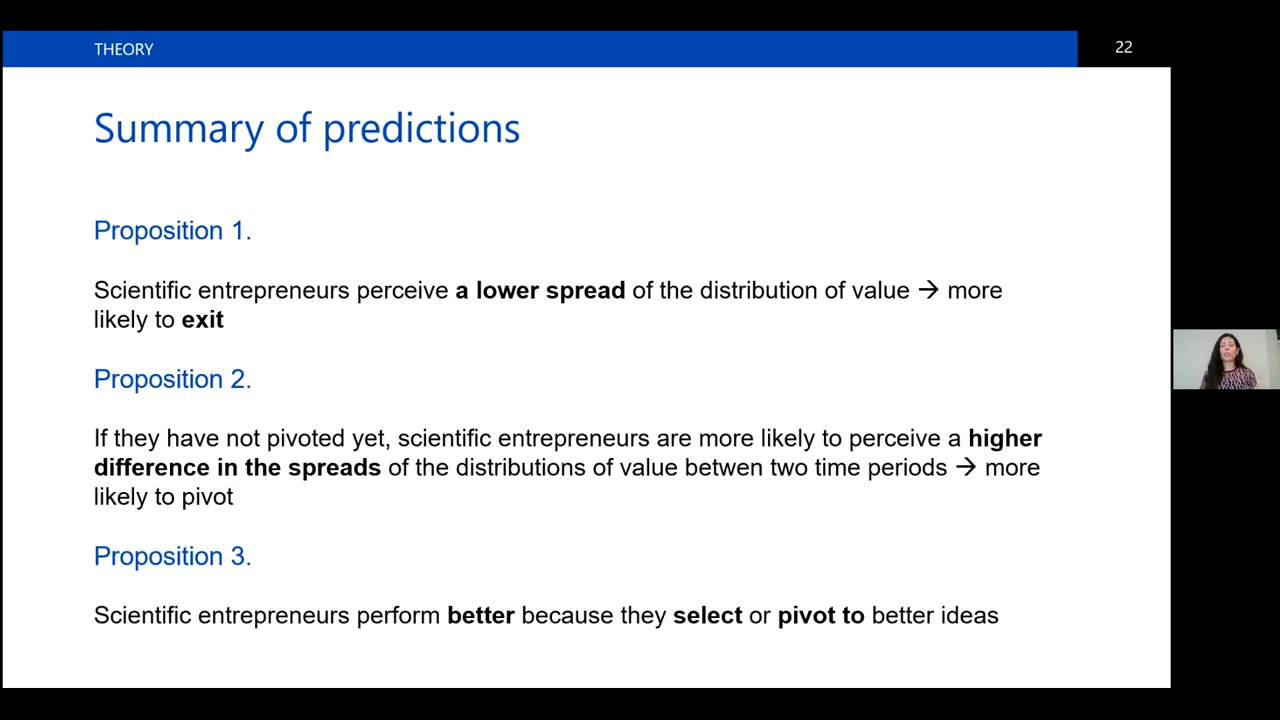 THEORY
22
Summary of predictions
Proposition 1.
Scientific entrepreneurs perceive a lower spread of the distribution of value → more
likely to exit
Proposition 2.
If they have not pivoted yet, scientific entrepreneurs are more likely to perceive a higher
difference in the spreads of the distributions of value betwen two time periods → more
likely to pivot
Proposition 3.
Scientific entrepreneurs perform better because they select or pivot to better ideas